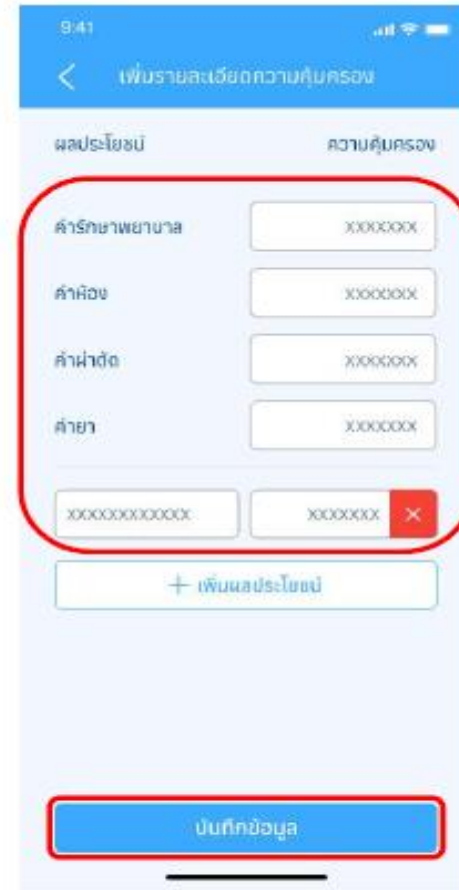 9:41
เพิ่มรายละเอียดความคุ้มครอง
ผลประโยชน์ ความคุ้มครอง
ค่ารักษาพยาบาล XXXXXXX
ค่าห้อง XXXXXXX
ค่าผ่าตัด XXXXXXX
ค่ายา XXXXXXX
XXXXXXXXXXXX XXXXXXX
+ เพิ่มผลประโยชน์
บันทึกข้อมูล